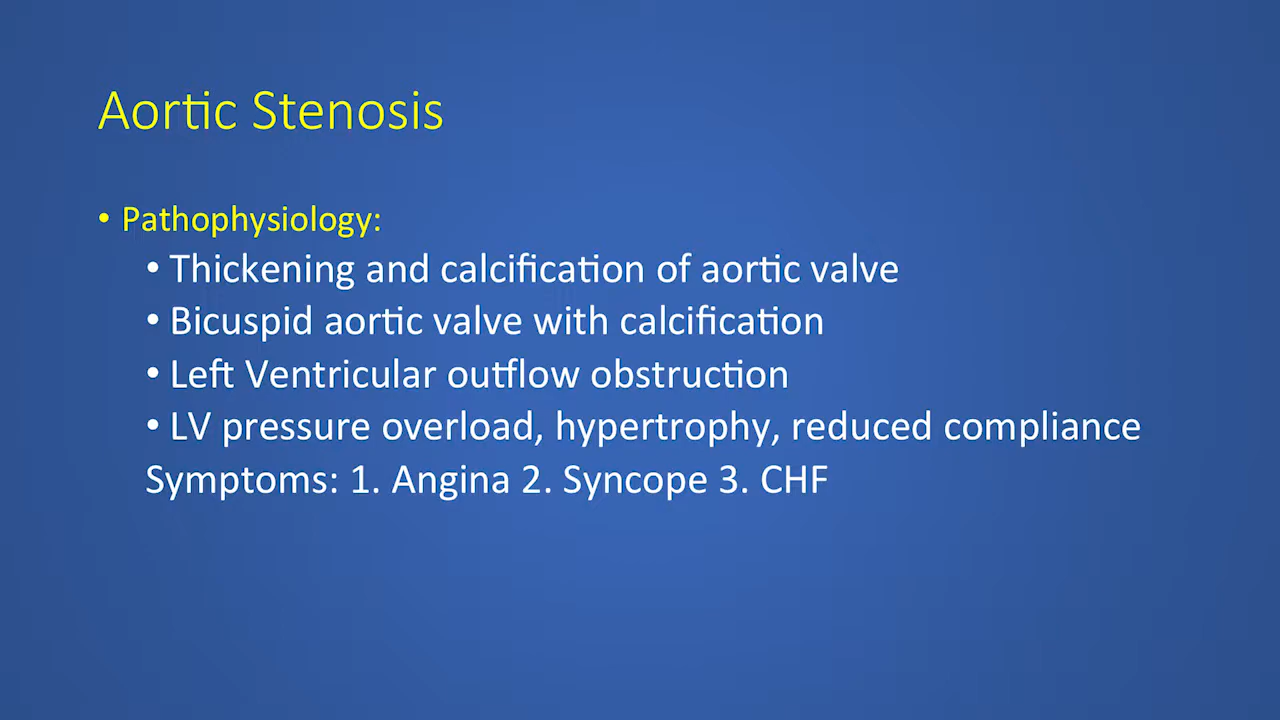 Aortic Stenosis
• Pathophysiology:
• Thickening and calcification of aortic valve
• Bicuspid aortic valve with calcification
• Left Ventricular outflow obstruction
• LV pressure overload, hypertrophy, reduced compliance
Symptoms: 1. Angina 2. Syncope 3. CHF